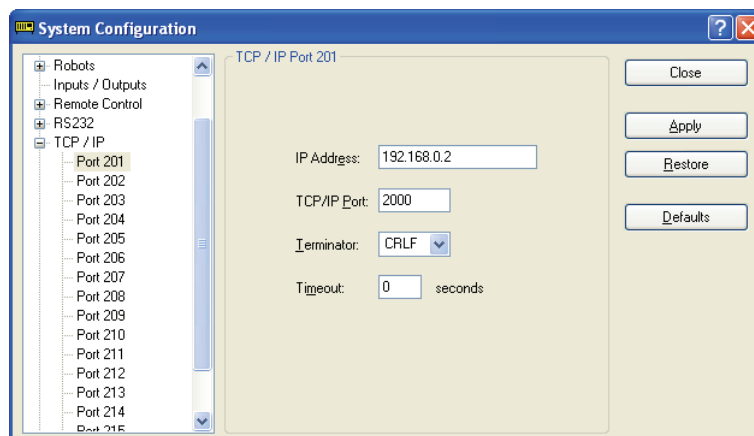 System Configuration
Robots
Inputs / Outputs
Remote Control
RS232
TCP / IP
Port 201
Port 202
Port 203
Port 204
Port 205
Port 206
Port 207
Port 208
Port 209
Port 210
Port 211
Port 212
Port 213
Port 214
Port 215
TCP / IP Port 201
IP Address: 192.168.0.2
TCP/IP Port: 2000
Terminator: CRLF
Timeout: 0 seconds
Close
Apply
Restore
Defaults